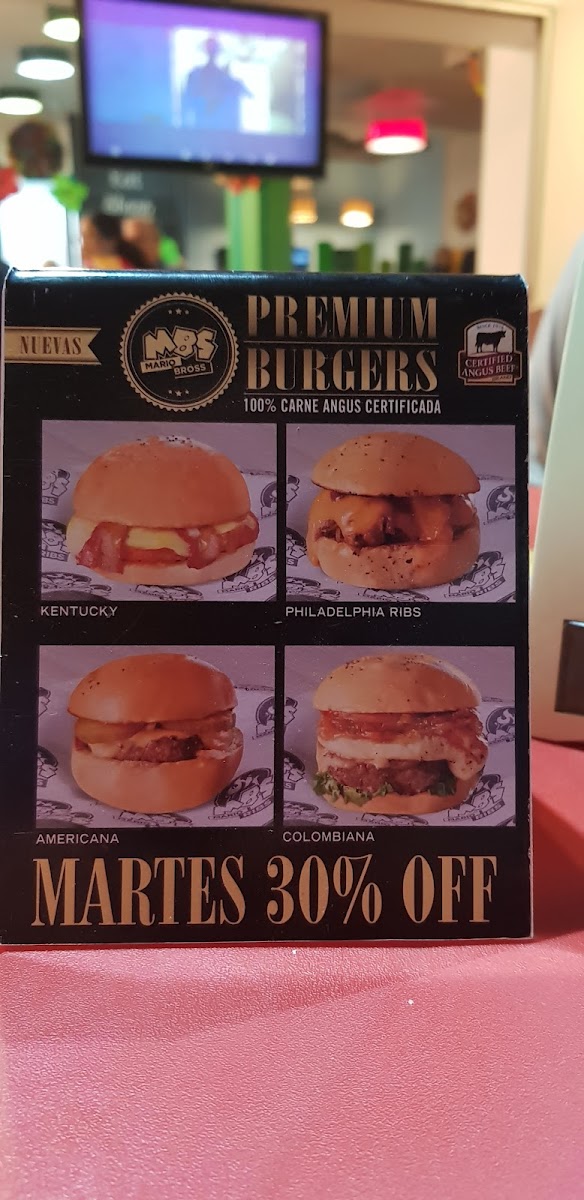 NUEVAS
MBS
MARIO
BROSS
PREMIUM
BURGERS
100% CARNE ANGUS CERTIFICADA
CERTIFIED
ANGUS BEEF
KENTUCKY
PHILADELPHIA RIBS
AMERICANA
COLOMBIANA
MARTES 30% OFF